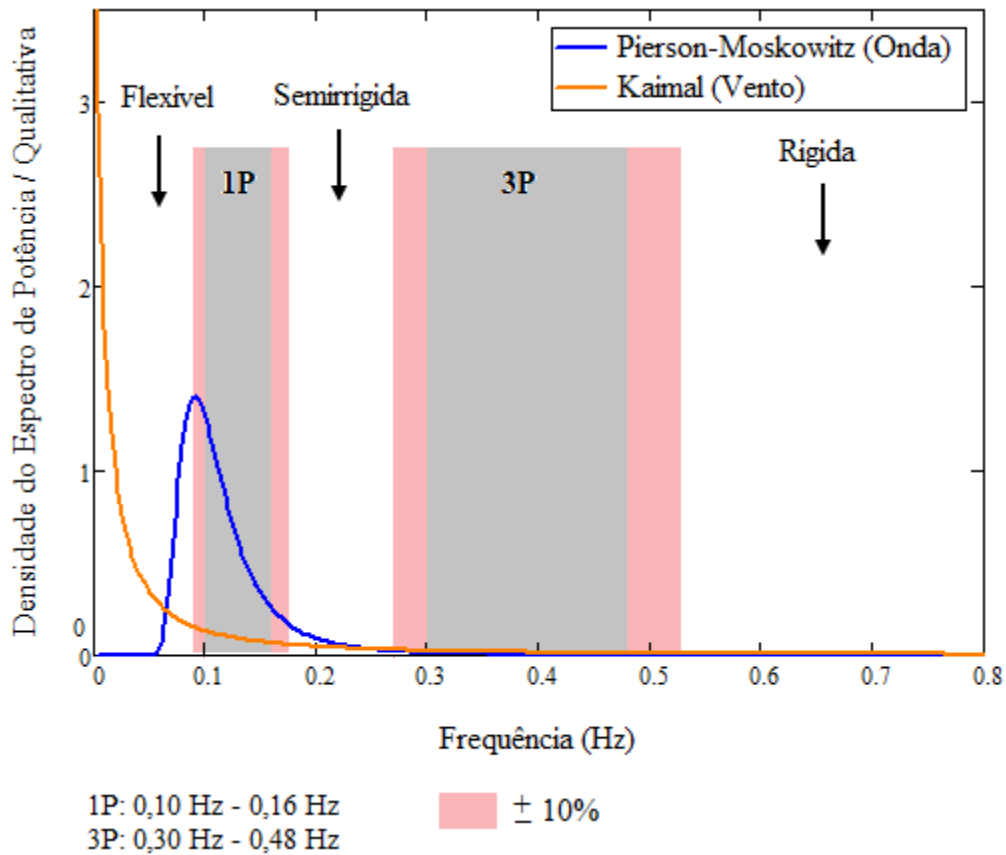 Densidade do Espectro de Potência / Qualitativa
Pierson-Moskowitz (Onda)
Kaimal (Vento)
Flexível
Semirrigida
Rigida
1P
3P
3
2
1
0
0
0 0.1 0.2 0.3 0.4 0.5 0.6 0.7 0.8
Frequência (Hz)
1P: 0,10 Hz - 0,16 Hz
3P: 0,30 Hz - 0,48 Hz
± 10%